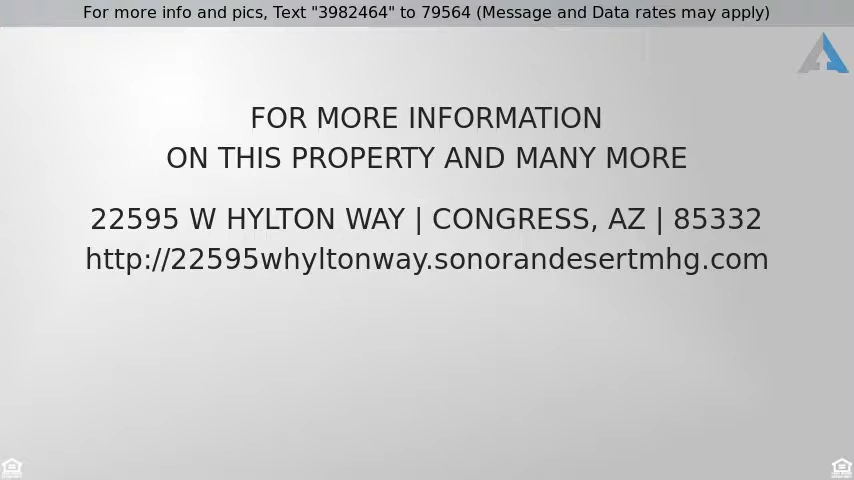 For more info and pics, Text "3982464" to 79564 (Message and Data rates may apply)
FOR MORE INFORMATION
ON THIS PROPERTY AND MANY MORE
22595 W HYLTON WAY | CONGRESS, AZ | 85332
http://22595whyltonway.sonorandesertmhg.com